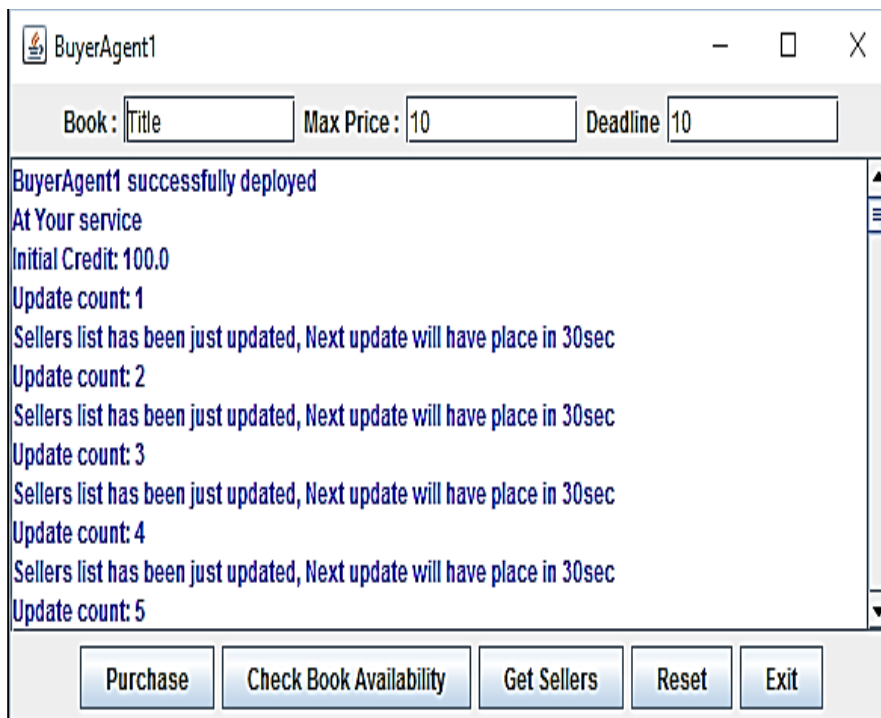 BuyerAgent1
Book : Title Max Price : 10 Deadline 10
BuyerAgent1 successfully deployed
At Your service
Initial Credit: 100.0
Update count: 1
Sellers list has been just updated, Next update will have place in 30sec
Update count: 2
Sellers list has been just updated, Next update will have place in 30sec
Update count: 3
Sellers list has been just updated, Next update will have place in 30sec
Update count: 4
Sellers list has been just updated, Next update will have place in 30sec
Update count: 5
Purchase Check Book Availability Get Sellers Reset Exit